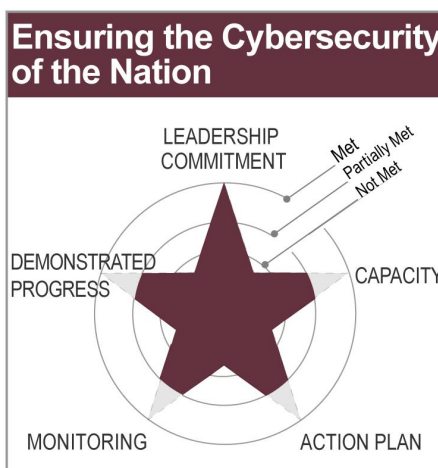 Ensuring the Cybersecurity
of the Nation
LEADERSHIP
COMMITMENT
Met
Partially Met
Not Met
DEMONSTRATED
PROGRESS
CAPACITY
MONITORING
ACTION PLAN